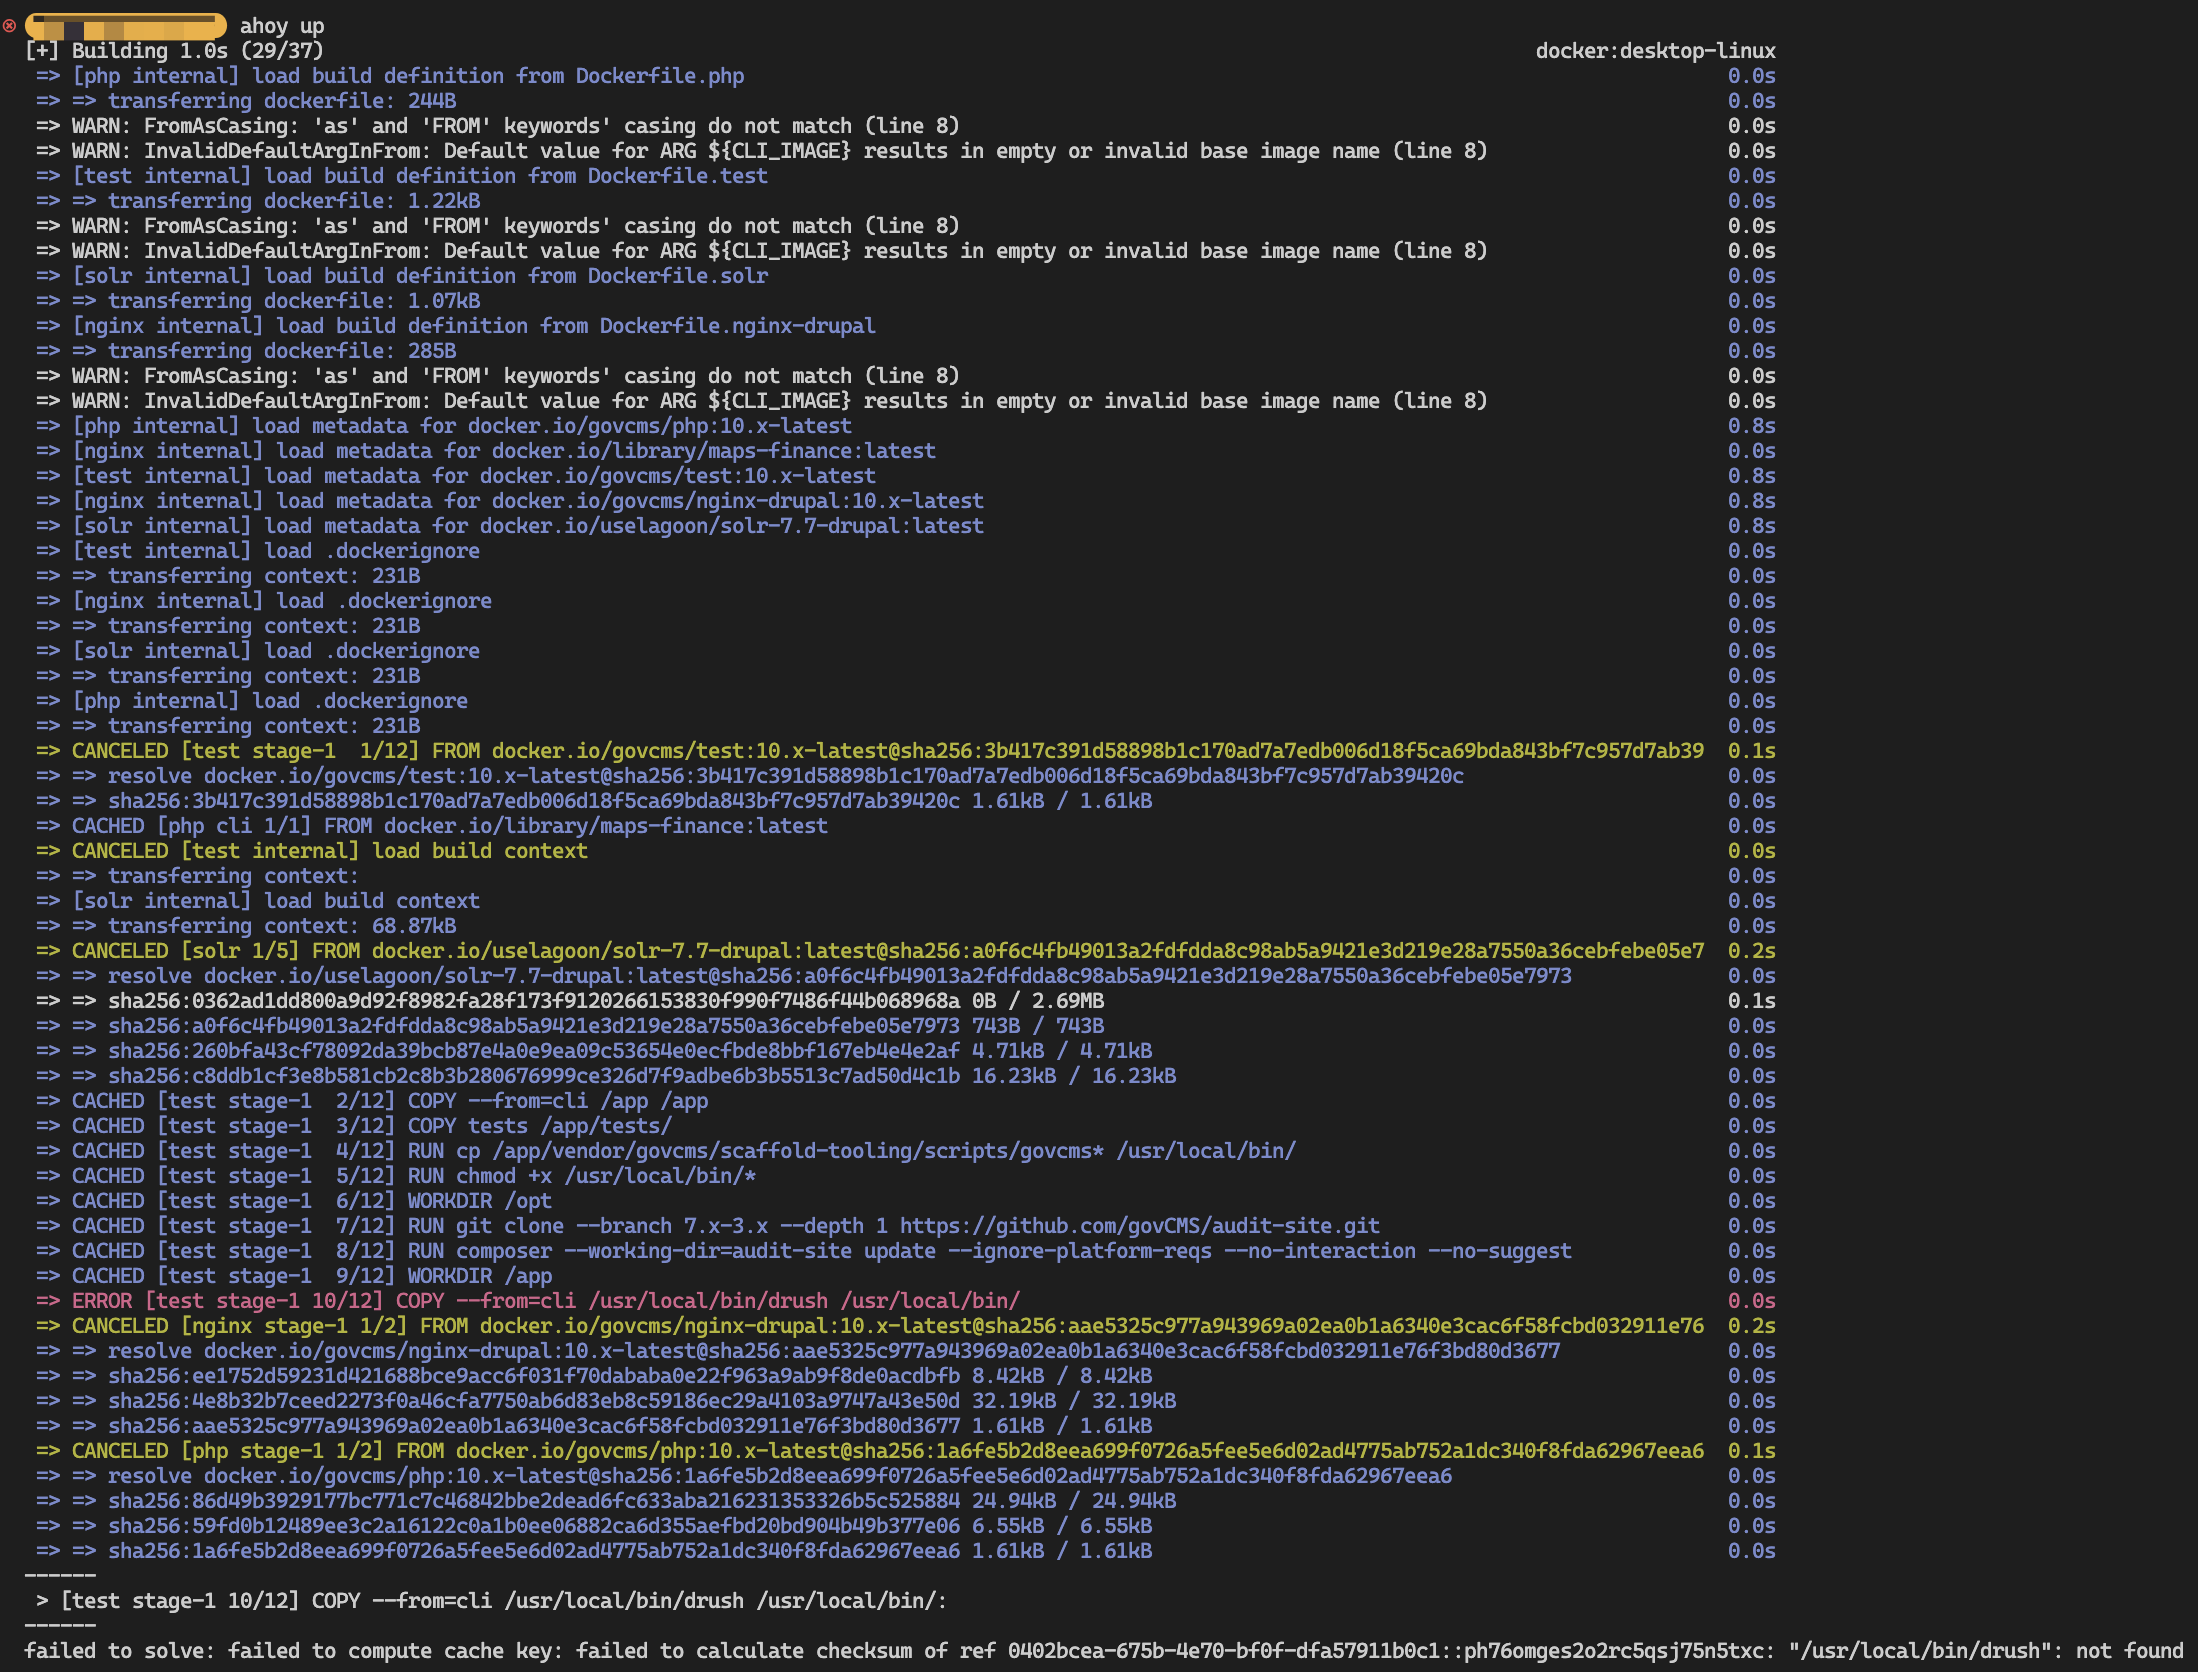 ahoy up
[+] Building 1.0s (29/37) docker:desktop-linux
=> [php internal] load build definition from Dockerfile.php 0.0s
=> => transferring dockerfile: 244B 0.0s
=> WARN: FromAsCasing: 'as' and 'FROM' keywords' casing do not match (line 8) 0.0s
=> WARN: InvalidDefaultArgInFrom: Default value for ARG ${CLI_IMAGE} results in empty or invalid base image name (line 8) 0.0s
=> [test internal] load build definition from Dockerfile.test 0.0s
=> => transferring dockerfile: 1.22kB 0.0s
=> WARN: FromAsCasing: 'as' and 'FROM' keywords' casing do not match (line 8) 0.0s
=> WARN: InvalidDefaultArgInFrom: Default value for ARG ${CLI_IMAGE} results in empty or invalid base image name (line 8) 0.0s
=> [solr internal] load build definition from Dockerfile.solr 0.0s
=> => transferring dockerfile: 1.07kB 0.0s
=> [nginx internal] load build definition from Dockerfile.nginx-drupal 0.0s
=> => transferring dockerfile: 285B 0.0s
=> WARN: FromAsCasing: 'as' and 'FROM' keywords' casing do not match (line 8) 0.0s
=> WARN: InvalidDefaultArgInFrom: Default value for ARG ${CLI_IMAGE} results in empty or invalid base image name (line 8) 0.0s
=> [php internal] load metadata for docker.io/govcms/php:10.x-latest 0.8s
=> [nginx internal] load metadata for docker.io/library/maps-finance:latest 0.0s
=> [test internal] load metadata for docker.io/govcms/test:10.x-latest 0.8s
=> [nginx internal] load metadata for docker.io/govcms/nginx-drupal:10.x-latest 0.8s
=> [solr internal] load metadata for docker.io/uselagoon/solr-7.7-drupal:latest 0.8s
=> [test internal] load .dockerignore 0.0s
=> => transferring context: 231B 0.0s
=> [nginx internal] load .dockerignore 0.0s
=> => transferring context: 231B 0.0s
=> [solr internal] load .dockerignore 0.0s
=> => transferring context: 231B 0.0s
=> [php internal] load .dockerignore 0.0s
=> => transferring context: 231B 0.0s
=> CANCELED [test stage-1  1/12] FROM docker.io/govcms/test:10.x-latest@sha256:3b417c391d58898b1c170ad7a7edb006d18f5ca69bda843bf7c957d7ab39 0.1s
=> => resolve docker.io/govcms/test:10.x-latest@sha256:3b417c391d58898b1c170ad7a7edb006d18f5ca69bda843bf7c957d7ab39420c 0.0s
=> => sha256:3b417c391d58898b1c170ad7a7edb006d18f5ca69bda843bf7c957d7ab39420c 1.61kB / 1.61kB 0.0s
=> CACHED [php cli 1/1] FROM docker.io/library/maps-finance:latest 0.0s
=> CANCELED [test internal] load build context 0.0s
=> => transferring context: 0.0s
=> [solr internal] load build context 0.0s
=> => transferring context: 68.87kB 0.0s
=> CANCELED [solr 1/5] FROM docker.io/uselagoon/solr-7.7-drupal:latest@sha256:a0f6c4fb49013a2fdfdda8c98ab5a9421e3d219e28a7550a36cebfebe05e7 0.2s
=> => resolve docker.io/uselagoon/solr-7.7-drupal:latest@sha256:a0f6c4fb49013a2fdfdda8c98ab5a9421e3d219e28a7550a36cebfebe05e7973 0.0s
=> => sha256:0362ad1dd800a9d92f8982fa28f173f9120266153830f990f7486f44b068968a 0B / 2.69MB 0.1s
=> => sha256:a0f6c4fb49013a2fdfdda8c98ab5a9421e3d219e28a7550a36cebfebe05e7973 743B / 743B 0.0s
=> => sha256:260bfa43cf78092da39bcb87e4a0e9ea09c53654e0ecfbde8bbf167eb4e4e2af 4.71kB / 4.71kB 0.0s
=> => sha256:c8ddb1cf3e8b581cb2c8b3b280676999ce326d7f9adbe6b3b5513c7ad50d4c1b 16.23kB / 16.23kB 0.0s
=> CACHED [test stage-1  2/12] COPY --from=cli /app /app 0.0s
=> CACHED [test stage-1  3/12] COPY tests /app/tests/ 0.0s
=> CACHED [test stage-1  4/12] RUN cp /app/vendor/govcms/scaffold-tooling/scripts/govcms* /usr/local/bin/ 0.0s
=> CACHED [test stage-1  5/12] RUN chmod +x /usr/local/bin/* 0.0s
=> CACHED [test stage-1  6/12] WORKDIR /opt 0.0s
=> CACHED [test stage-1  7/12] RUN git clone --branch 7.x-3.x --depth 1 https://github.com/govCMS/audit-site.git 0.0s
=> CACHED [test stage-1  8/12] RUN composer --working-dir=audit-site update --ignore-platform-reqs --no-interaction --no-suggest 0.0s
=> CACHED [test stage-1  9/12] WORKDIR /app 0.0s
=> ERROR [test stage-1 10/12] COPY --from=cli /usr/local/bin/drush /usr/local/bin/ 0.0s
=> CANCELED [nginx stage-1 1/2] FROM docker.io/govcms/nginx-drupal:10.x-latest@sha256:aae5325c977a943969a02ea0b1a6340e3cac6f58fcbd032911e76 0.2s
=> => resolve docker.io/govcms/nginx-drupal:10.x-latest@sha256:aae5325c977a943969a02ea0b1a6340e3cac6f58fcbd032911e76f3bd80d3677 0.0s
=> => sha256:ee1752d59231d421688bce9acc6f031f70dababa0e22f963a9ab9f8de0acdbfb 8.42kB / 8.42kB 0.0s
=> => sha256:4e8b32b7ceed2273f0a46cfa7750ab6d83eb8c59186ec29a4103a9747a43e50d 32.19kB / 32.19kB 0.0s
=> => sha256:aae5325c977a943969a02ea0b1a6340e3cac6f58fcbd032911e76f3bd80d3677 1.61kB / 1.61kB 0.0s
=> CANCELED [php stage-1 1/2] FROM docker.io/govcms/php:10.x-latest@sha256:1a6fe5b2d8eea699f0726a5fee5e6d02ad4775ab752a1dc340f8fda62967eea6 0.1s
=> => resolve docker.io/govcms/php:10.x-latest@sha256:1a6fe5b2d8eea699f0726a5fee5e6d02ad4775ab752a1dc340f8fda62967eea6 0.0s
=> => sha256:86d49b3929177bc771c7c46842bbe2dead6fc633aba216231353326b5c525884 24.94kB / 24.94kB 0.0s
=> => sha256:59fd0b12489ee3c2a16122c0a1b0ee06882ca6d355aefbd20bd904b49b377e06 6.55kB / 6.55kB 0.0s
=> => sha256:1a6fe5b2d8eea699f0726a5fee5e6d02ad4775ab752a1dc340f8fda62967eea6 1.61kB / 1.61kB 0.0s
------
> [test stage-1 10/12] COPY --from=cli /usr/local/bin/drush /usr/local/bin/:
------
failed to solve: failed to compute cache key: failed to calculate checksum of ref 0402bcea-675b-4e70-bf0f-dfa57911b0c1::ph76omges2o2rc5qsj75n5txc: "/usr/local/bin/drush": not found